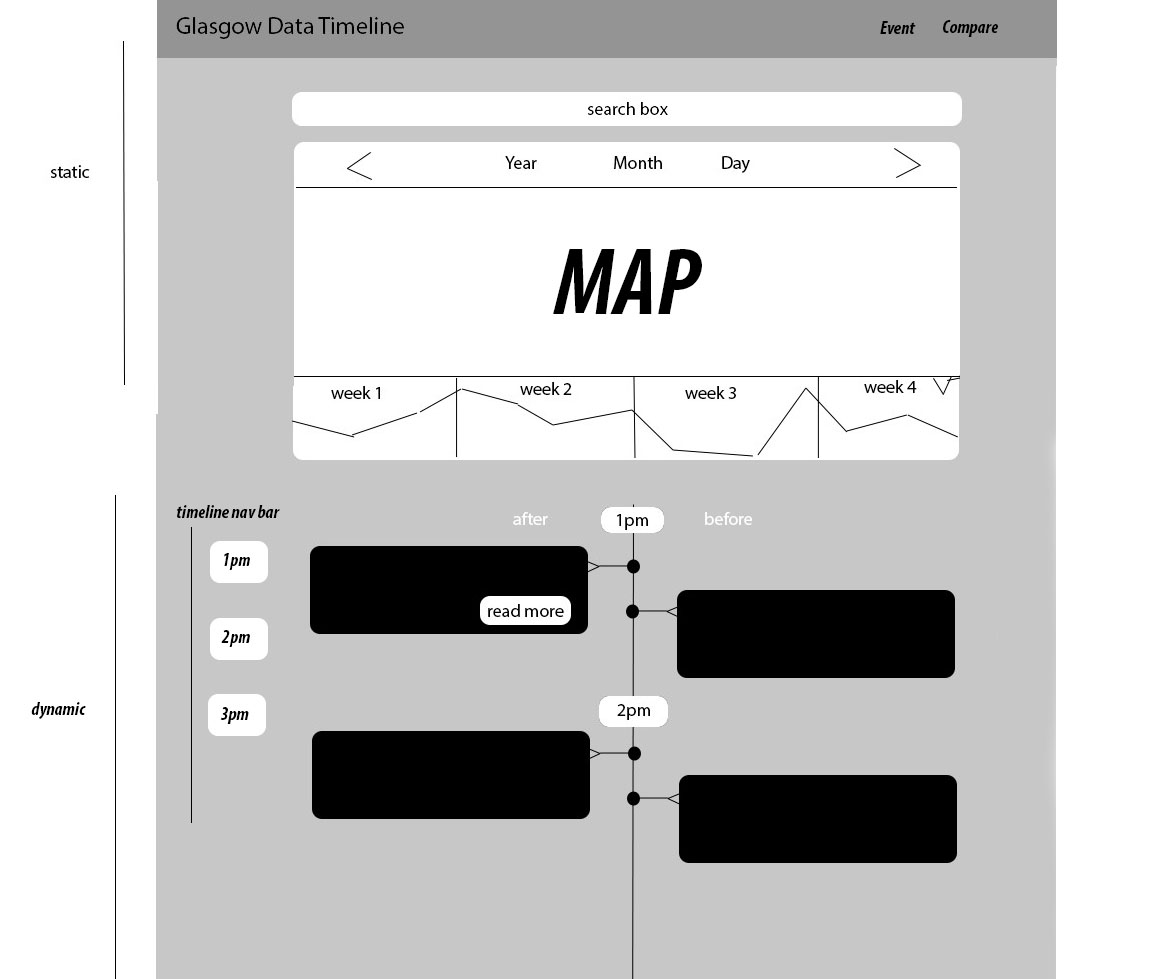 Glasgow Data Timeline
Event
Compare
search box
static
Year
Month
Day
MAP
week 1
week 2
week 3
week 4
timeline nav bar
after
1pm
before
1pm
read more
2pm
dynamic
3pm
2pm